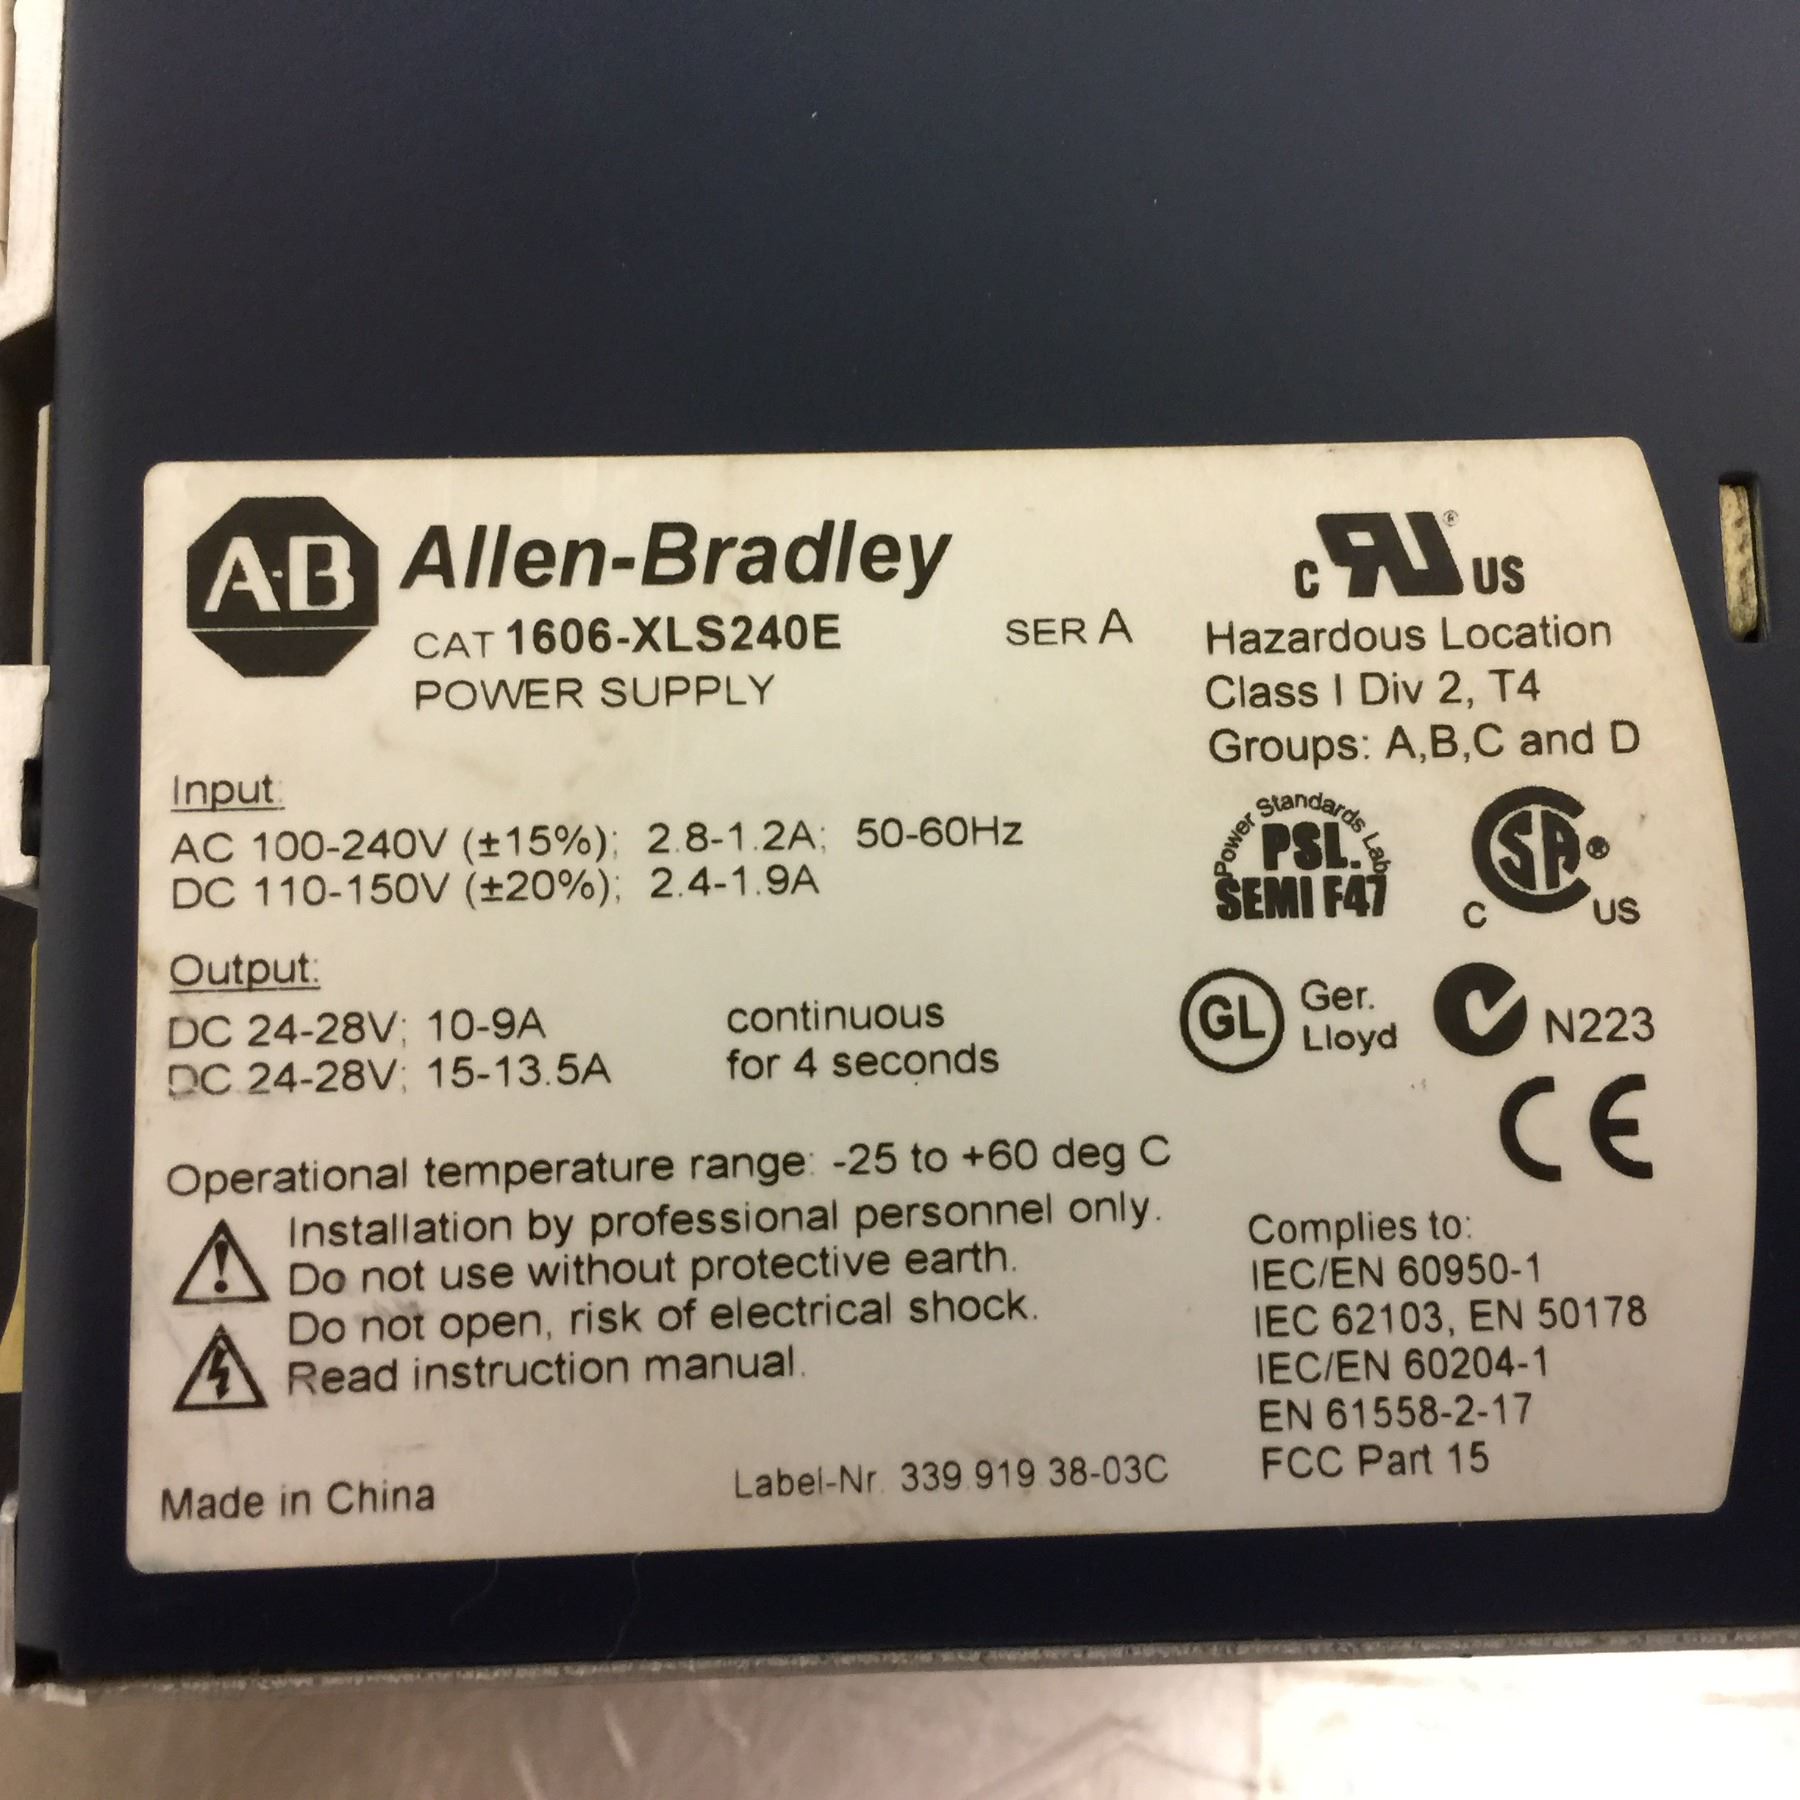 A-B Allen-Bradley
CAT 1606-XLS240E SER A
POWER SUPPLY
Input:
AC 100-240V (±15%); 2.8-1.2A; 50-60Hz
DC 110-150V (±20%); 2.4-1.9A
Output:
DC 24-28V; 10-9A continuous
DC 24-28V; 15-13.5A for 4 seconds
Operational temperature range: -25 to +60 deg C
Installation by professional personnel only.
Do not use without protective earth.
Do not open, risk of electrical shock.
Read instruction manual.
Made in China
Label-Nr. 339 919 38-03C
C RU ® US
Hazardous Location
Class I Div 2, T4
Groups: A,B,C and D
Power Standards Lab
PSL.
SEMI F47
C SA ® US
GL Ger.
Lloyd
N223
CE
Complies to:
IEC/EN 60950-1
IEC 62103, EN 50178
IEC/EN 60204-1
EN 61558-2-17
FCC Part 15